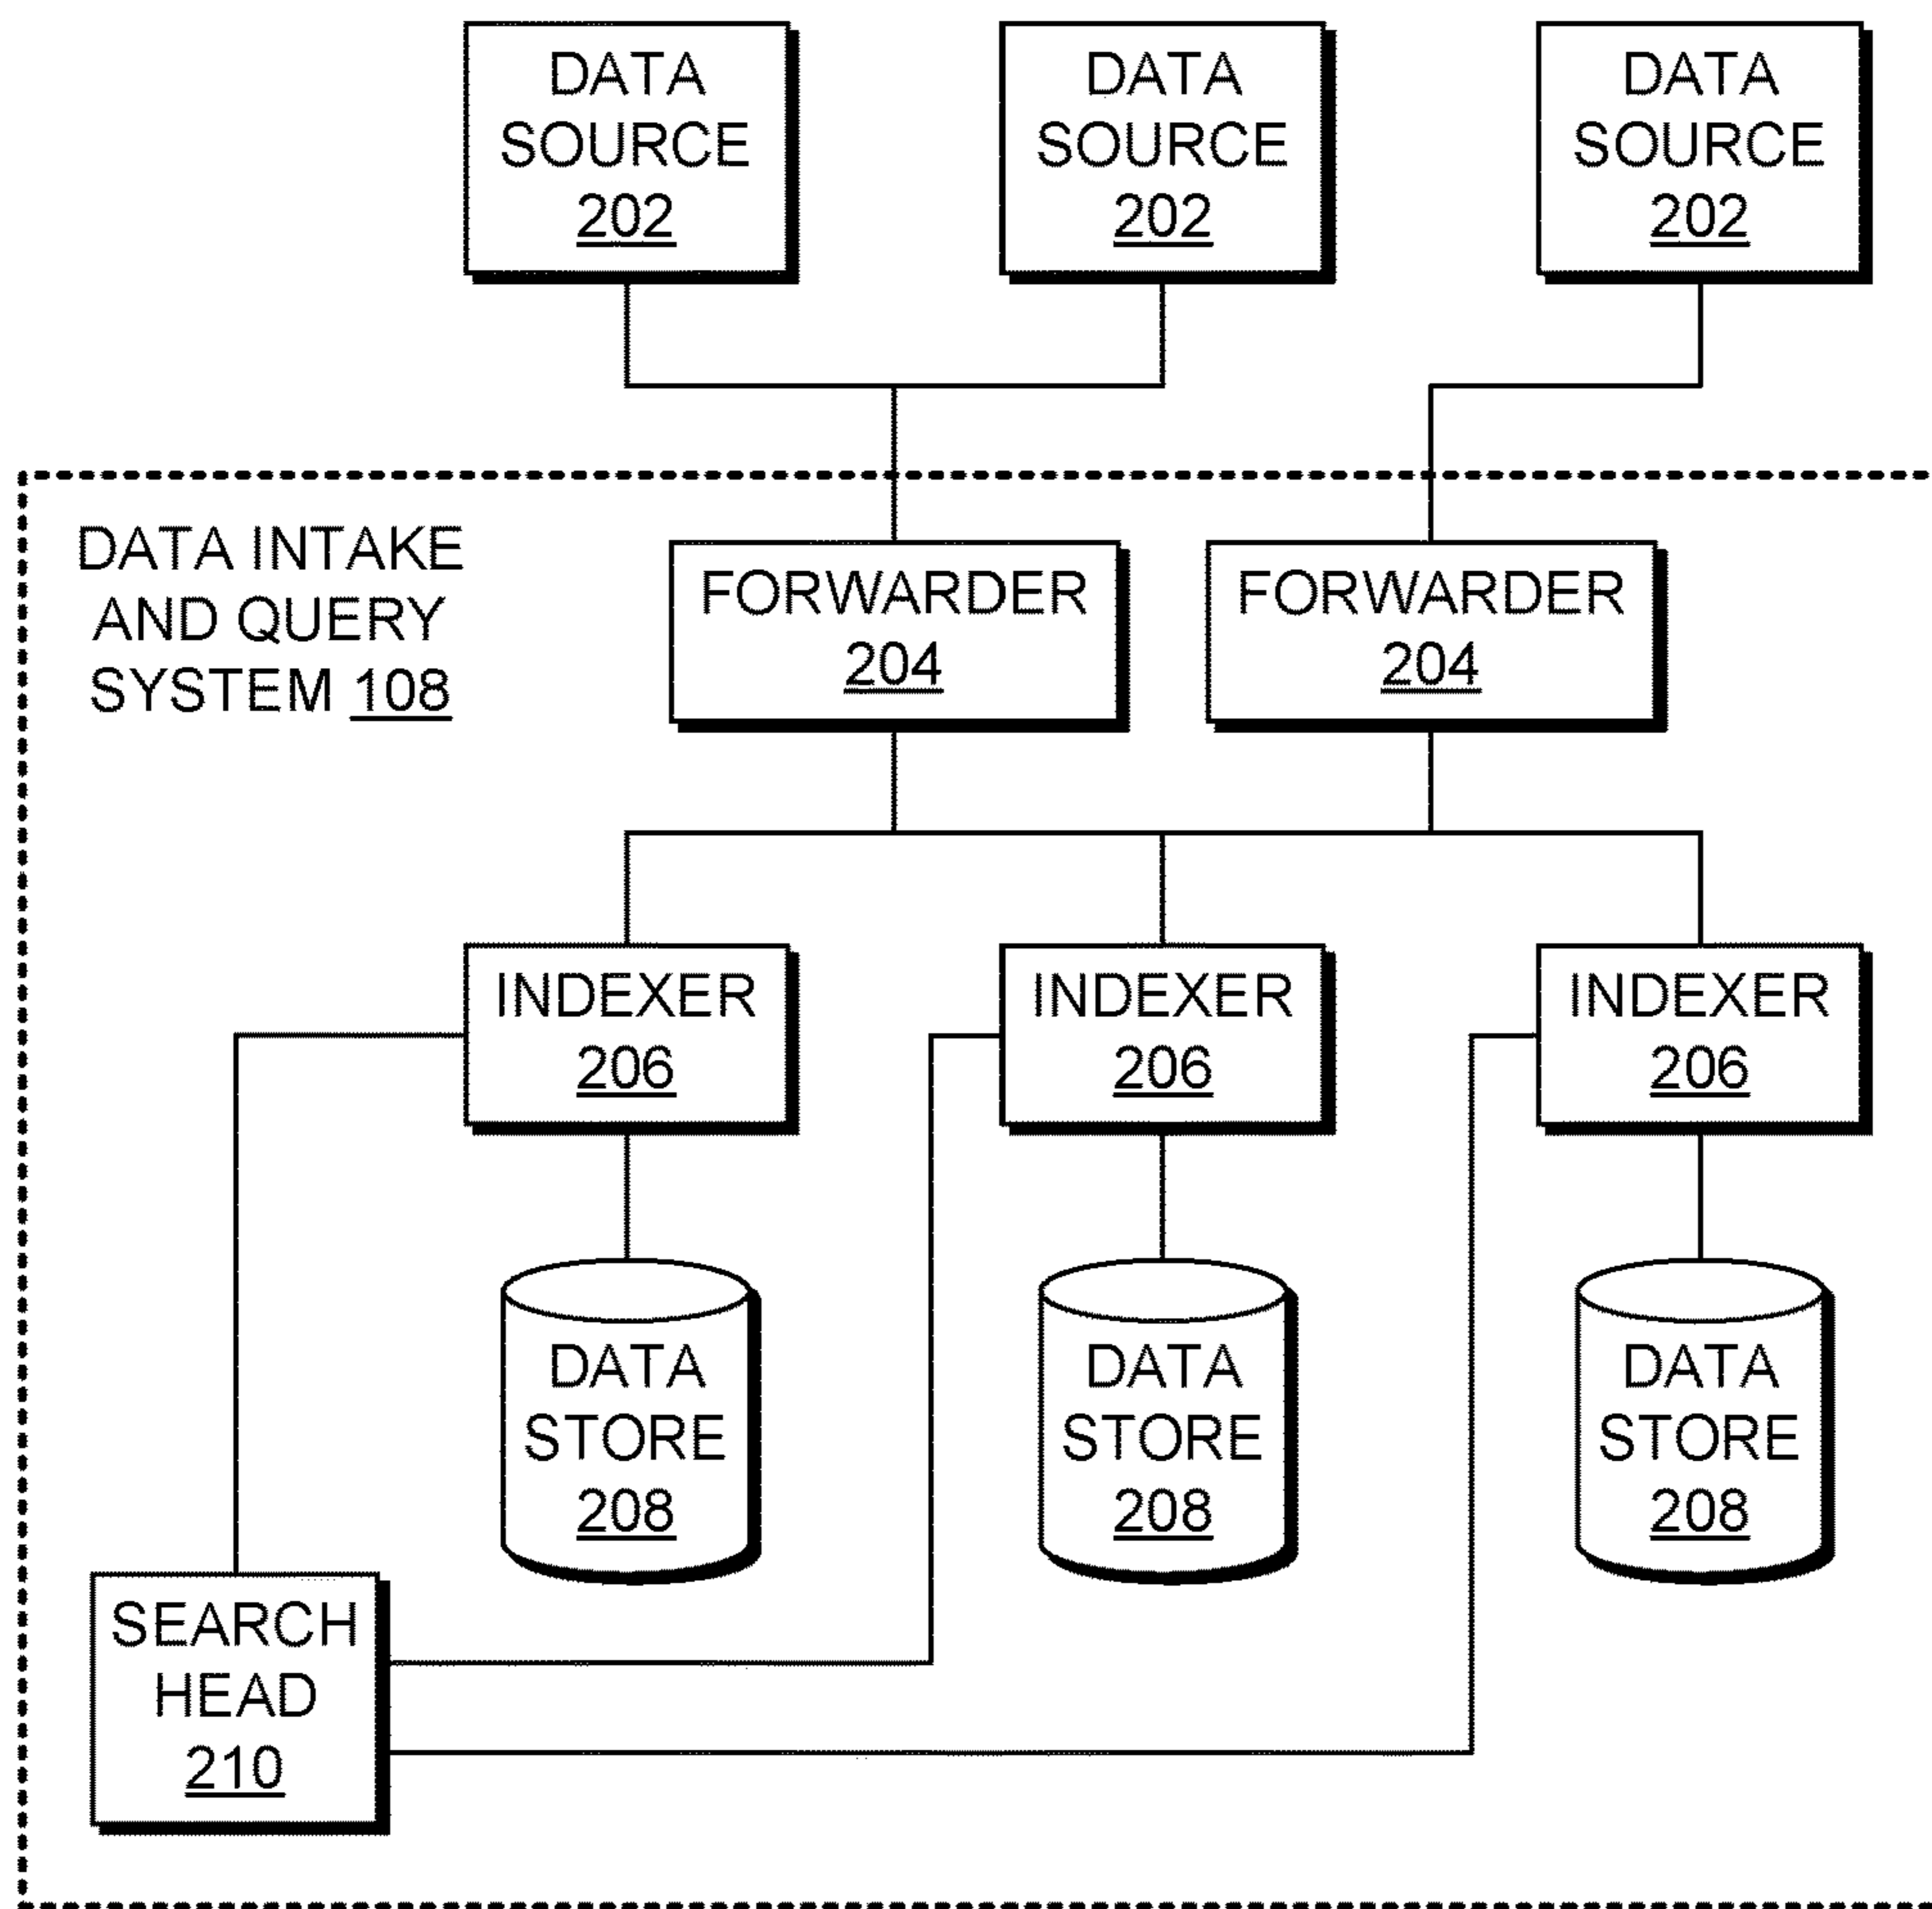 DATA
SOURCE
202
DATA
SOURCE
202
DATA
SOURCE
202
DATA INTAKE
AND QUERY
SYSTEM 108
FORWARDER
204
FORWARDER
204
INDEXER
206
INDEXER
206
INDEXER
206
DATA
STORE
208
DATA
STORE
208
DATA
STORE
208
SEARCH
HEAD
210